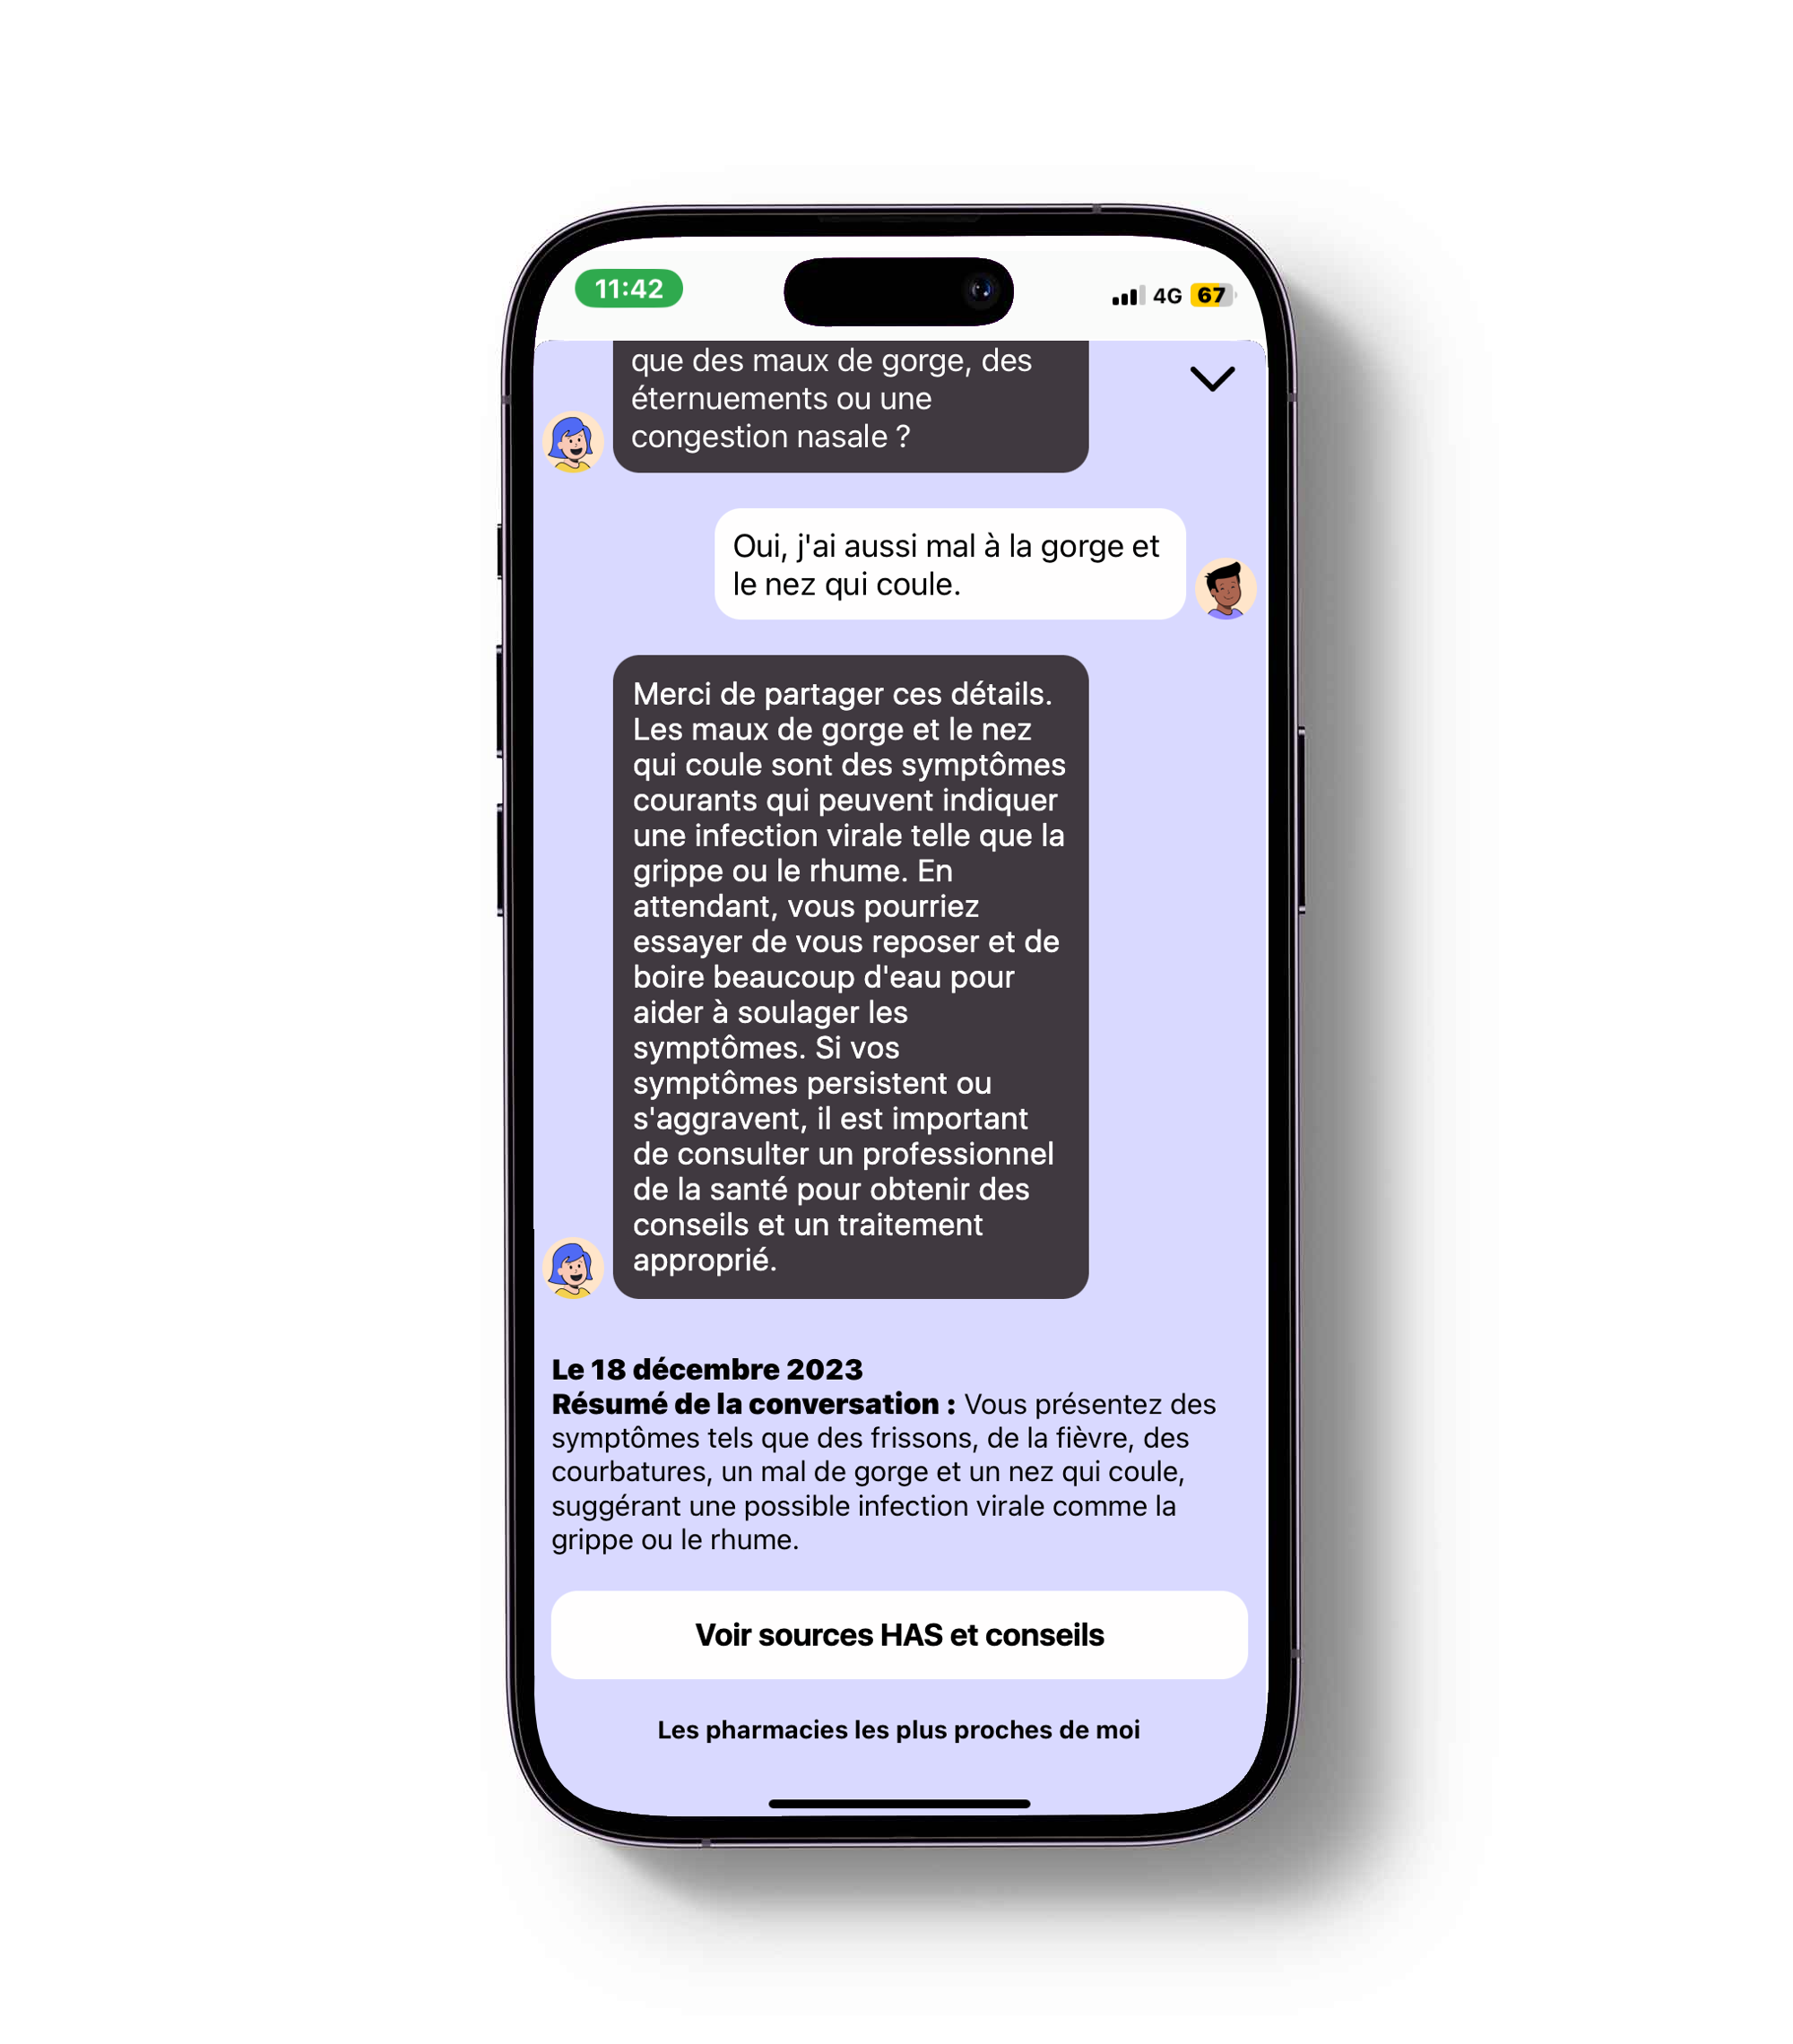 11:42
4G 67
que des maux de gorge, des
éternuements ou une
congestion nasale ?
Oui, j'ai aussi mal à la gorge et
le nez qui coule.
Merci de partager ces détails.
Les maux de gorge et le nez
qui coule sont des symptômes
courants qui peuvent indiquer
une infection virale telle que la
grippe ou le rhume. En
attendant, vous pourriez
essayer de vous reposer et de
boire beaucoup d'eau pour
aider à soulager les
symptômes. Si vos
symptômes persistent ou
s'aggravent, il est important
de consulter un professionnel
de la santé pour obtenir des
conseils et un traitement
approprié.
Le 18 décembre 2023
Résumé de la conversation : Vous présentez des
symptômes tels que des frissons, de la fièvre, des
courbatures, un mal de gorge et un nez qui coule,
suggérant une possible infection virale comme la
grippe ou le rhume.
Voir sources HAS et conseils
Les pharmacies les plus proches de moi